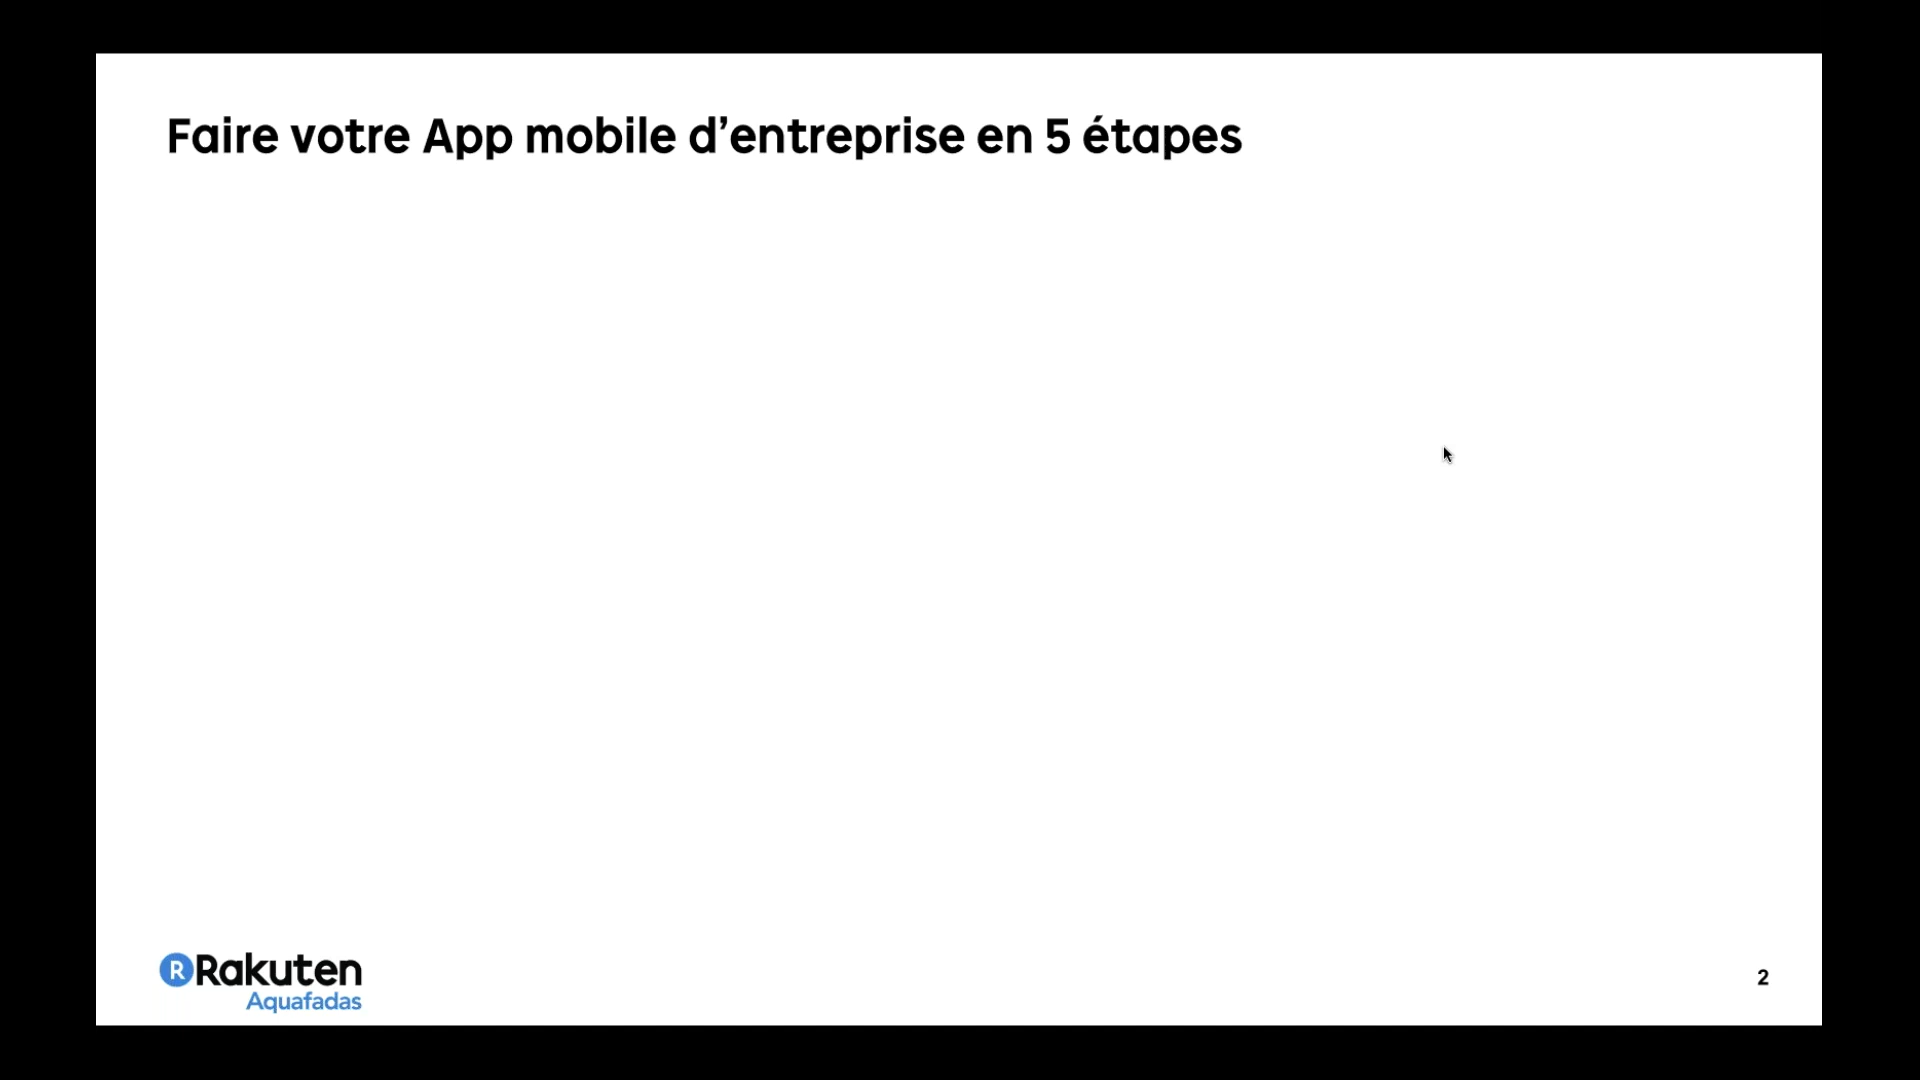 Faire votre App mobile d’entreprise en 5 étapes
R Rakuten
Aquafadas
2